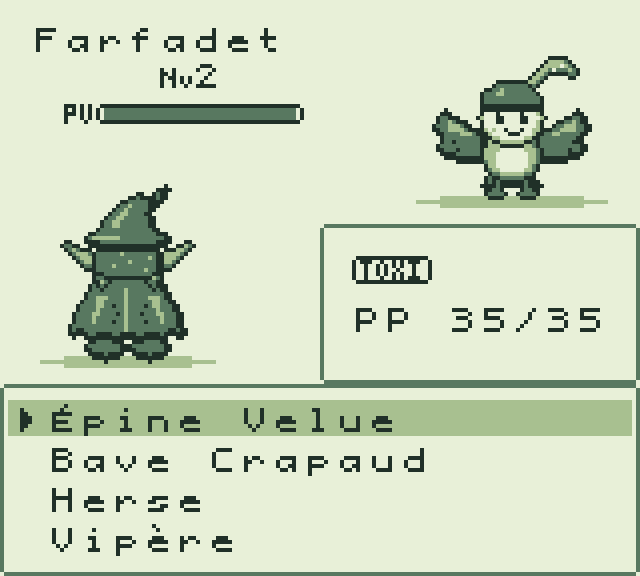 Farfadet
Nv2
PV
TOXI
PP 35/35
Épine Velue
Bave Crapaud
Herse
Vipère